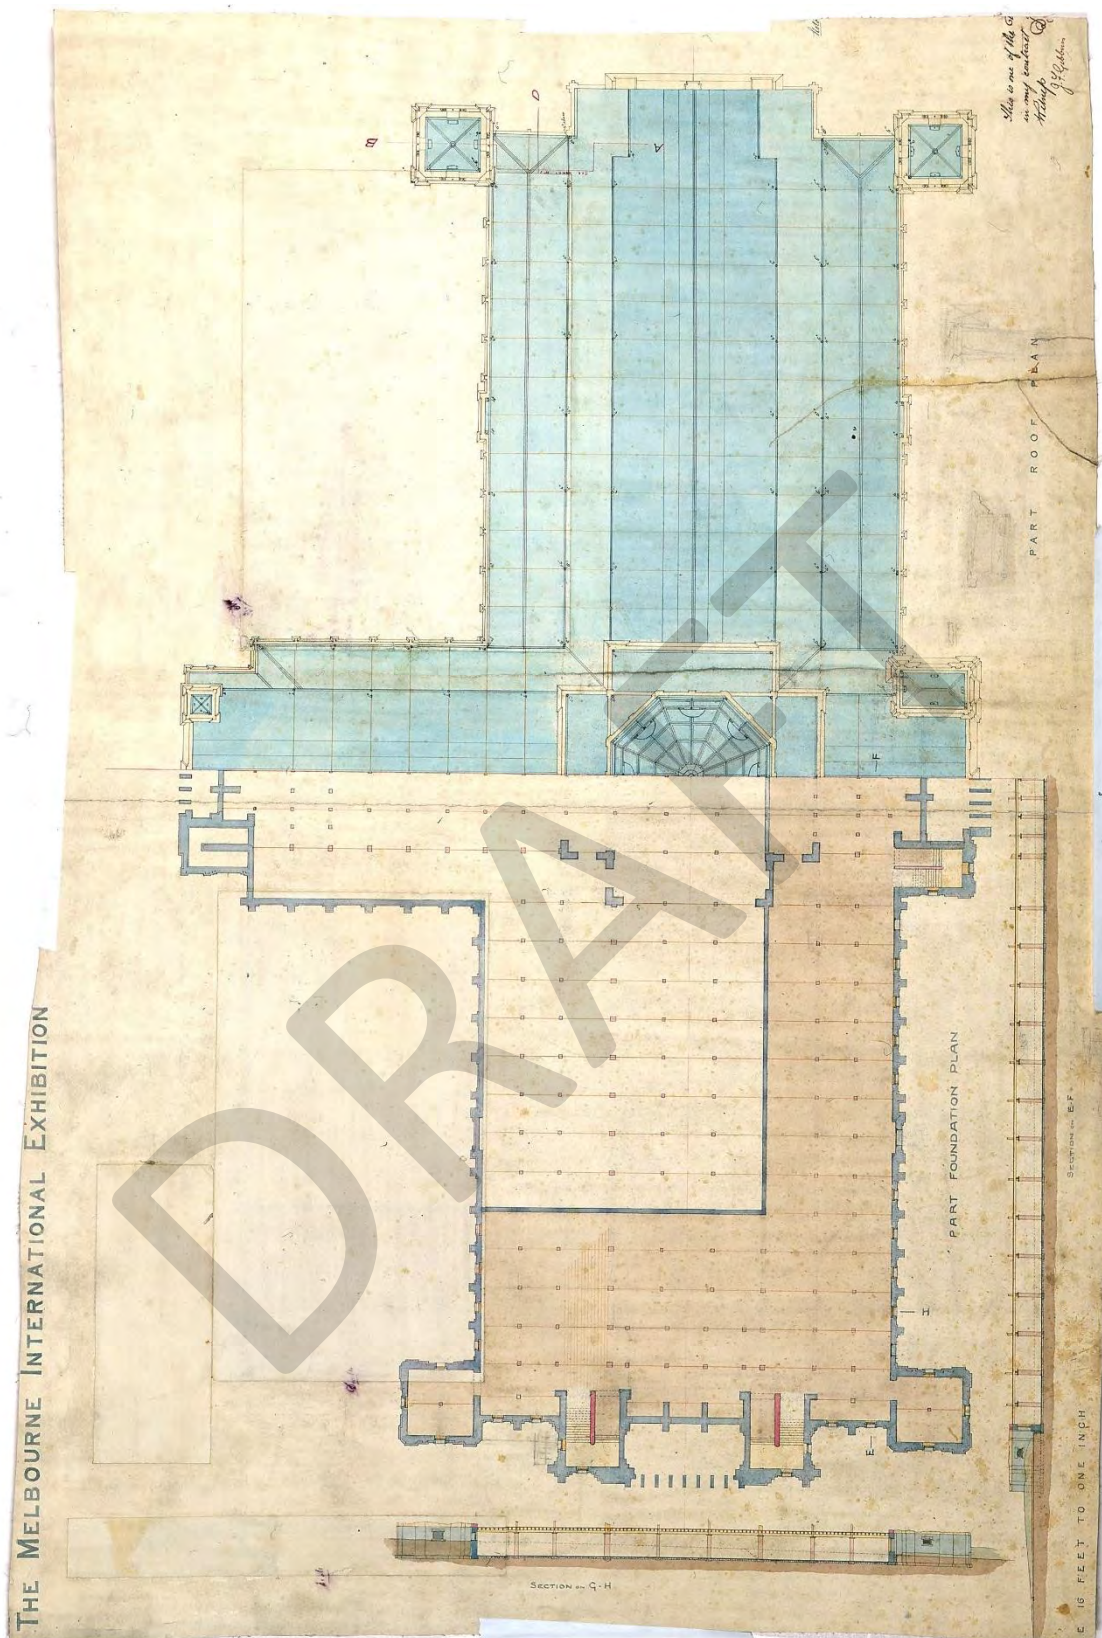 THE MELBOURNE INTERNATIONAL EXHIBITION
This is one of the
in my contract
PART ROOF PLAN
PART FOUNDATION PLAN
SECTION ON E-F.
SECTION ON G-H.
E 16 FEET TO ONE INCH.
B
D
A
F
H
E
DRAFT